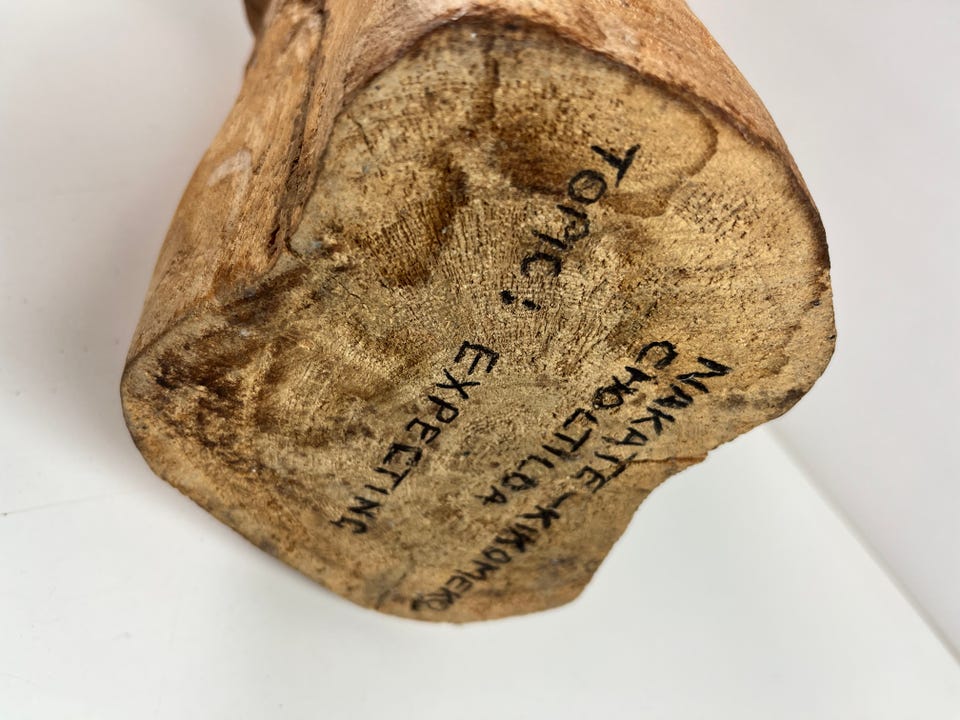 NAKATE-KIKOMEKO
CHOLTILDA
TOPIC: EXPECTING